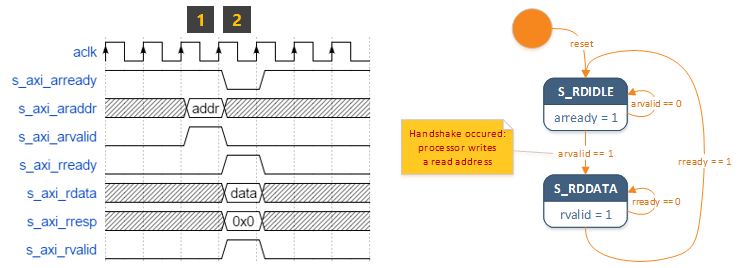 1
2
aclk
s_axi_arready
s_axi_araddr
addr
s_axi_arvalid
s_axi_rready
s_axi_rdata
data
s_axi_rresp
0x0
s_axi_rvalid
reset
S_RDIDLE
arready = 1
arvalid == 0
Handshake occured:
processor writes
a read address
arvalid == 1
rready == 1
S_RDDATA
rvalid = 1
rready == 0